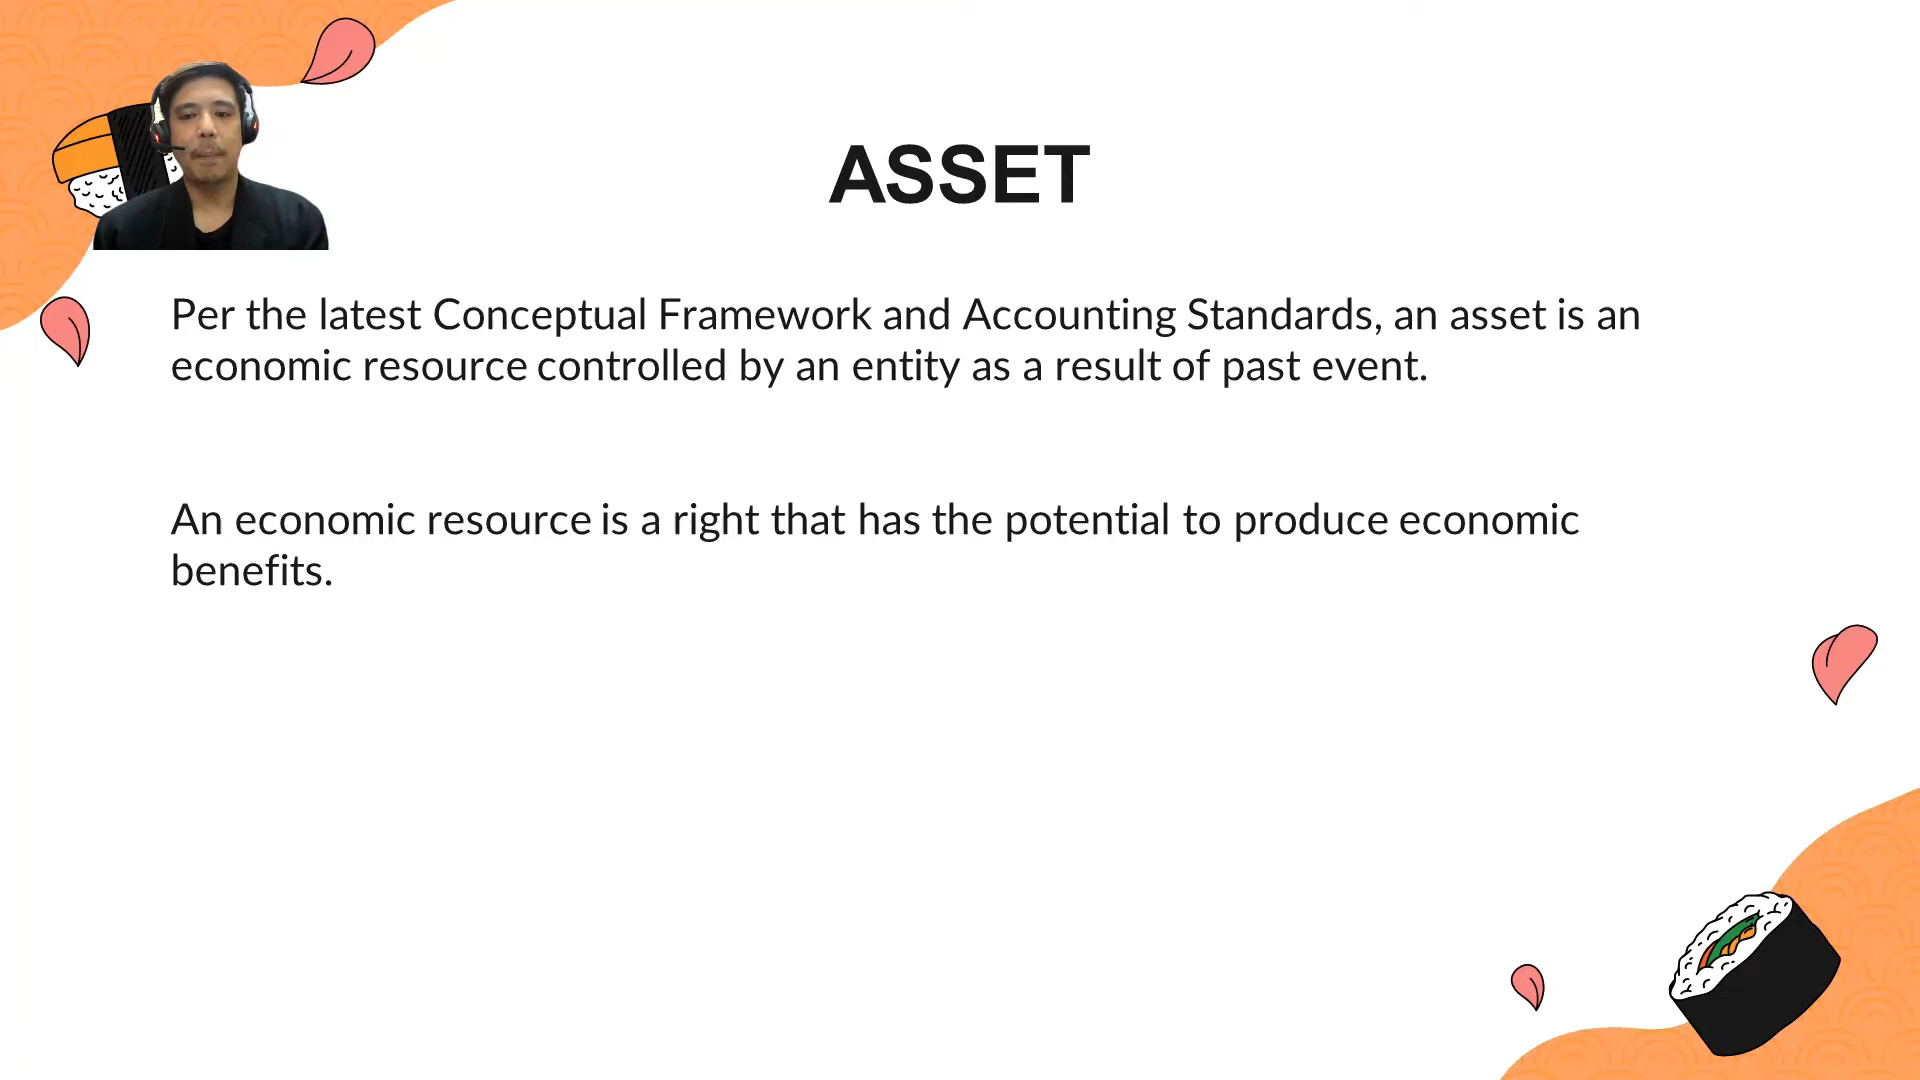 ASSET
Per the latest Conceptual Framework and Accounting Standards, an asset is an
economic resource controlled by an entity as a result of past event.
An economic resource is a right that has the potential to produce economic
benefits.